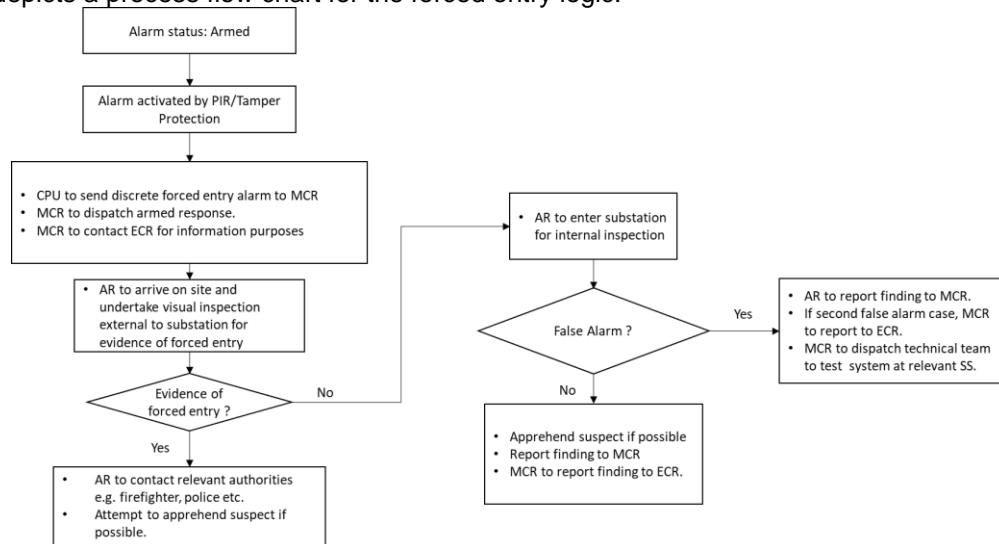 depicts a process flow chart for the forced entry logic.
Alarm status: Armed
Alarm activated by PIR/Tamper
Protection
• CPU to send discrete forced entry alarm to MCR
• MCR to dispatch armed response.
• MCR to contact ECR for information purposes
• AR to arrive on site and
undertake visual inspection
external to substation for
evidence of forced entry
Evidence of
forced entry ?
No
Yes
• AR to contact relevant authorities
e.g. firefighter, police etc.
• Attempt to apprehend suspect if
possible.
• AR to enter substation
for internal inspection
False Alarm ?
Yes
No
• AR to report finding to MCR.
• If second false alarm case, MCR
to report to ECR.
• MCR to dispatch technical team
to test system at relevant SS.
• Apprehend suspect if possible
• Report finding to MCR
• MCR to report finding to ECR.